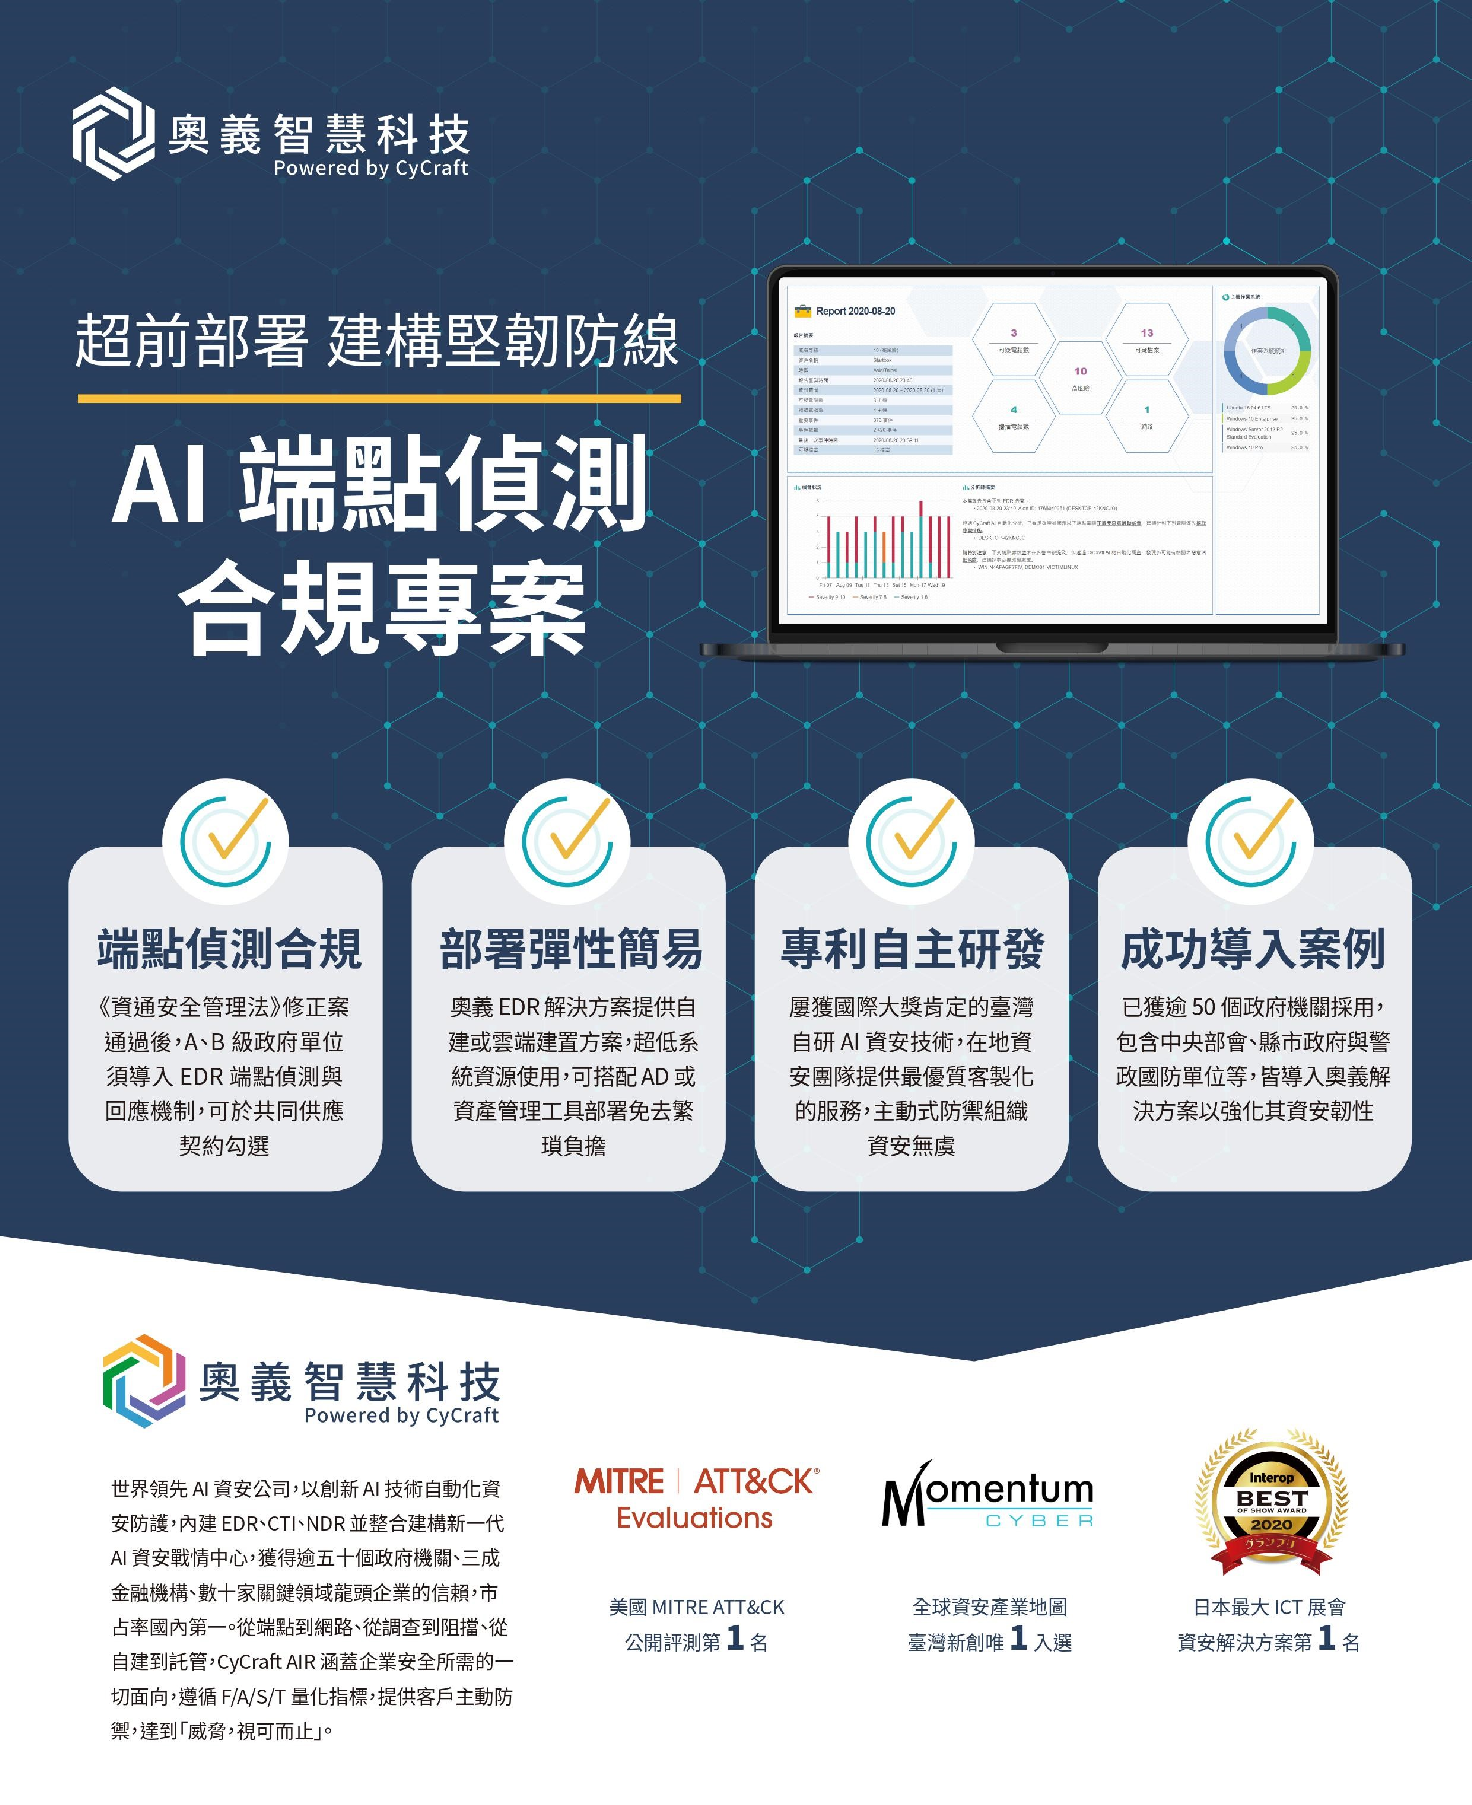 奧義智慧科技
Powered by CyCraft
超前部署 建構堅韌防線
AI 端點偵測
合規專案
Report 2020-08-20
3
13
10
4
1
端點偵測合規
《資通安全管理法》修正案
通過後，A、B 級政府單位
須導入 EDR 端點偵測與
回應機制，可於共同供應
契約勾選
部署彈性簡易
奧義 EDR 解決方案提供自
建或雲端建置方案，超低系
統資源使用，可搭配 AD 或
資產管理工具部署免去繁
瑣負擔
專利自主研發
屢獲國際大獎肯定的臺灣
自研 AI 資安技術，在地資
安團隊提供最優質客製化
的服務，主動式防禦組織
資安無虞
成功導入案例
已獲逾 50 個政府機關採用，
包含中央部會、縣市政府與警
政國防單位等，皆導入奧義解
決方案以強化其資安韌性
奧義智慧科技
Powered by CyCraft
世界領先 AI 資安公司，以創新 AI 技術自動化資
安防護，內建 EDR、CTI、NDR 並整合建構新一代
AI 資安戰情中心，獲得逾五十個政府機關、三成
金融機構、數十家關鍵領域龍頭企業的信賴，市
占率國內第一。從端點到網路、從調查到阻擋、從
自建到託管，CyCraft AIR 涵蓋企業安全所需的一
切面向，遵循 F/A/S/T 量化指標，提供客戶主動防
禦，達到「威脅，視可而止」。
MITRE | ATT&CK®
Evaluations
美國 MITRE ATT&CK
公開評測第 1 名
Momentum
CYBER
全球資安產業地圖
臺灣新創唯 1 入選
Interop
BEST
OF SHOW AWARD
2020
グランプリ
日本最大 ICT 展會
資安解決方案第 1 名